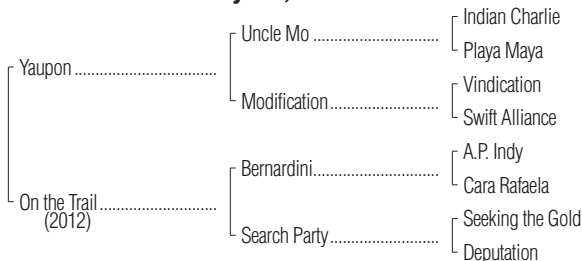 Indian Charlie
Uncle Mo
Playa Maya
Yaupon
Vindication
Modification
Swift Alliance
A.P. Indy
Bernardini
Cara Rafaela
On the Trail
(2012)
Seeking the Gold
Search Party
Deputation